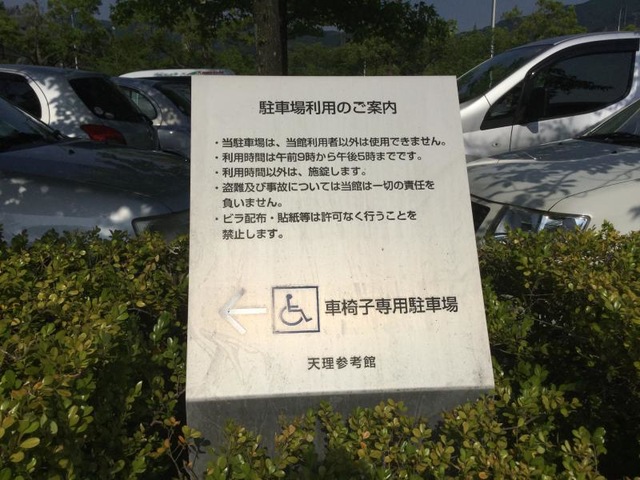 駐車場利用のご案内
・当駐車場は、当館利用者以外は使用できません。
・利用時間は午前9時から午後5時までです。
・利用時間以外は、施錠します。
・盗難及び事故については当館は一切の責任を
負いません。
・ビラ配布・貼紙等は許可なく行うことを
禁止します。
車椅子専用駐車場
天理参考館